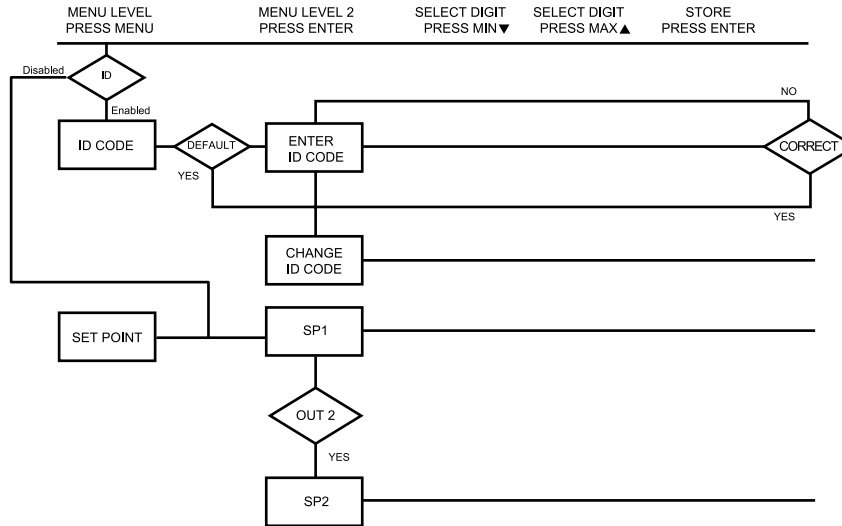 MENU LEVEL
PRESS MENU
MENU LEVEL 2
PRESS ENTER
SELECT DIGIT
PRESS MIN▼
SELECT DIGIT
PRESS MAX▲
STORE
PRESS ENTER
Disabled
ID
Enabled
NO
ID CODE
DEFAULT
ENTER
ID CODE
CORRECT
YES
YES
CHANGE
ID CODE
SET POINT
SP1
OUT 2
YES
SP2